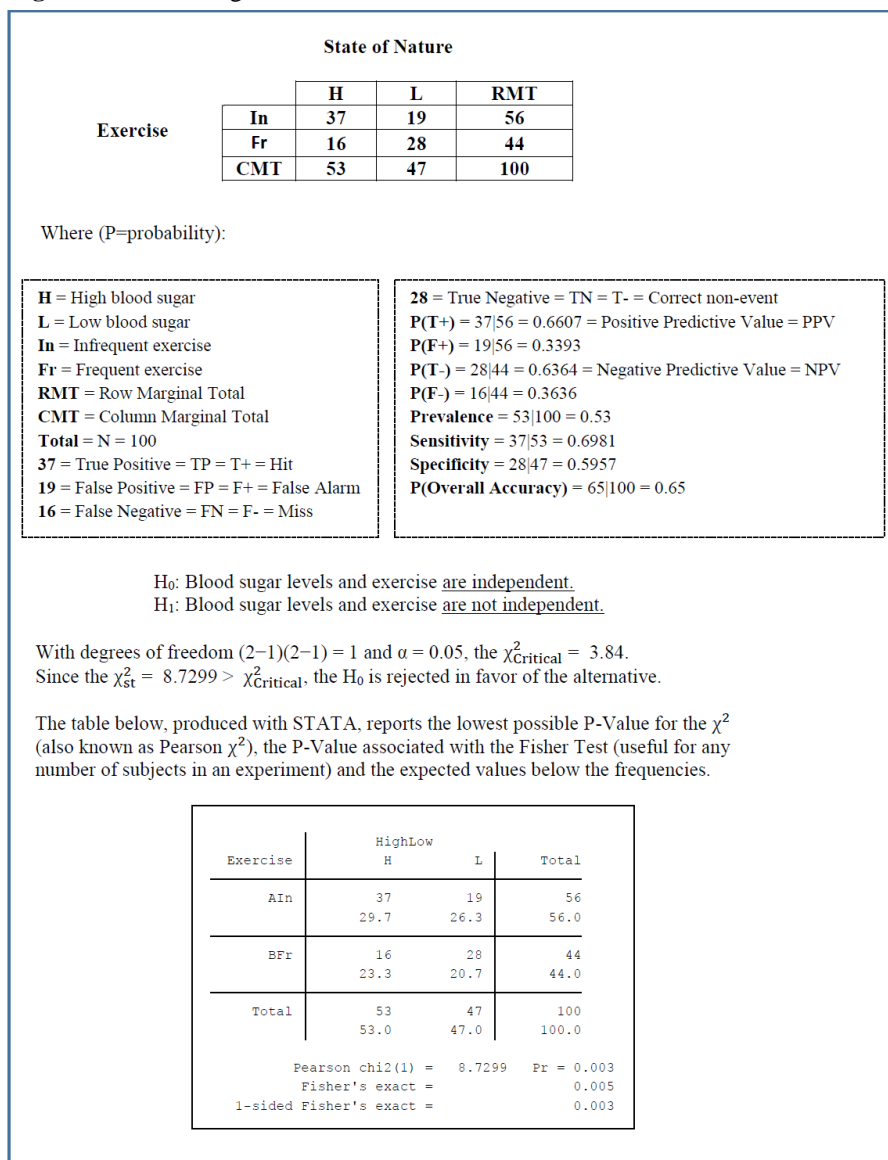 State of Nature
H L RMT
In 37 19 56
Exercise
Fr 16 28 44
CMT 53 47 100
Where (P=probability):
H = High blood sugar
L = Low blood sugar
In = Infrequent exercise
Fr = Frequent exercise
RMT = Row Marginal Total
CMT = Column Marginal Total
Total = N = 100
37 = True Positive = TP = T+ = Hit
19 = False Positive = FP = F+ = False Alarm
16 = False Negative = FN = F- = Miss
28 = True Negative = TN = T- = Correct non-event
P(T+) = 37|56 = 0.6607 = Positive Predictive Value = PPV
P(F+) = 19|56 = 0.3393
P(T-) = 28|44 = 0.6364 = Negative Predictive Value = NPV
P(F-) = 16|44 = 0.3636
Prevalence = 53|100 = 0.53
Sensitivity = 37|53 = 0.6981
Specificity = 28|47 = 0.5957
P(Overall Accuracy) = 65|100 = 0.65
H₀: Blood sugar levels and exercise are independent.
H₁: Blood sugar levels and exercise are not independent.
With degrees of freedom (2−1)(2−1) = 1 and α = 0.05, the χ²Critical = 3.84.
Since the χ²st = 8.7299 > χ²Critical, the H₀ is rejected in favor of the alternative.
The table below, produced with STATA, reports the lowest possible P-Value for the χ²
(also known as Pearson χ²), the P-Value associated with the Fisher Test (useful for any
number of subjects in an experiment) and the expected values below the frequencies.
HighLow
Exercise H L Total
AIn 37 19 56
29.7 26.3 56.0
BFr 16 28 44
23.3 20.7 44.0
Total 53 47 100
53.0 47.0 100.0
Pearson chi2(1) = 8.7299 Pr = 0.003
Fisher's exact = 0.005
1-sided Fisher's exact = 0.003